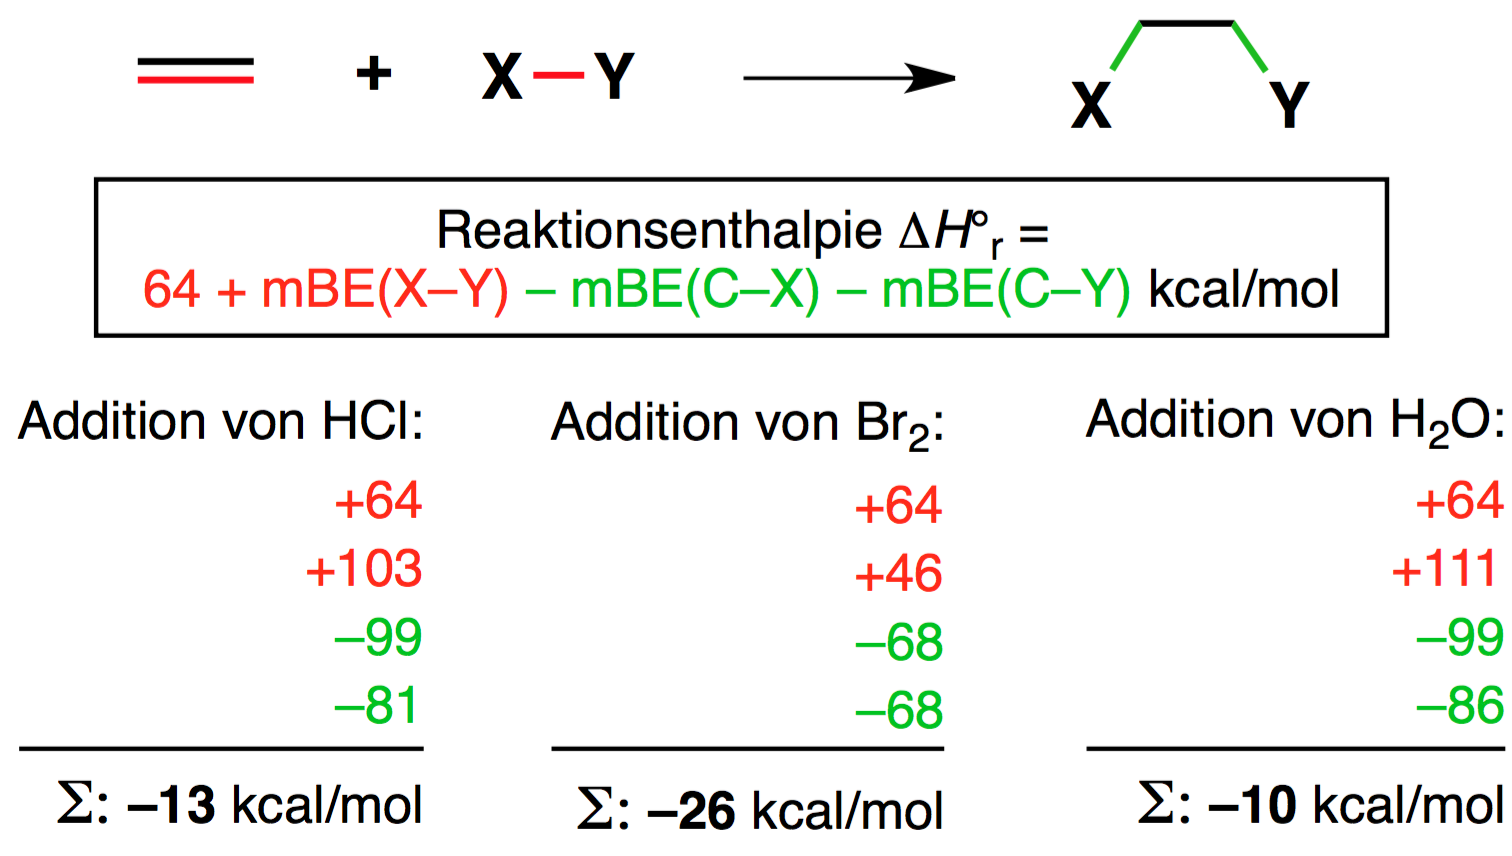 + X–Y X Y
Reaktionsenthalpie ΔH°r =
64 + mBE(X–Y) – mBE(C–X) – mBE(C–Y) kcal/mol
Addition von HCl:
+64
+103
–99
–81
Σ: –13 kcal/mol
Addition von Br2:
+64
+46
–68
–68
Σ: –26 kcal/mol
Addition von H2O:
+64
+111
–99
–86
Σ: –10 kcal/mol